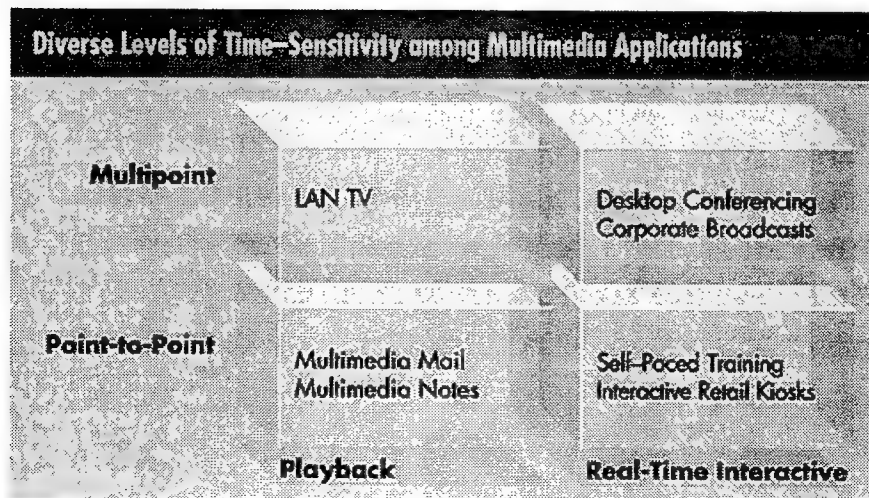 Diverse Levels of Time–Sensitivity among Multimedia Applications
Multipoint
LAN TV
Desktop Conferencing
Corporate Broadcasts
Point-to-Point
Multimedia Mail
Multimedia Notes
Self–Paced Training
Interactive Retail Kiosks
Playback
Real-Time Interactive